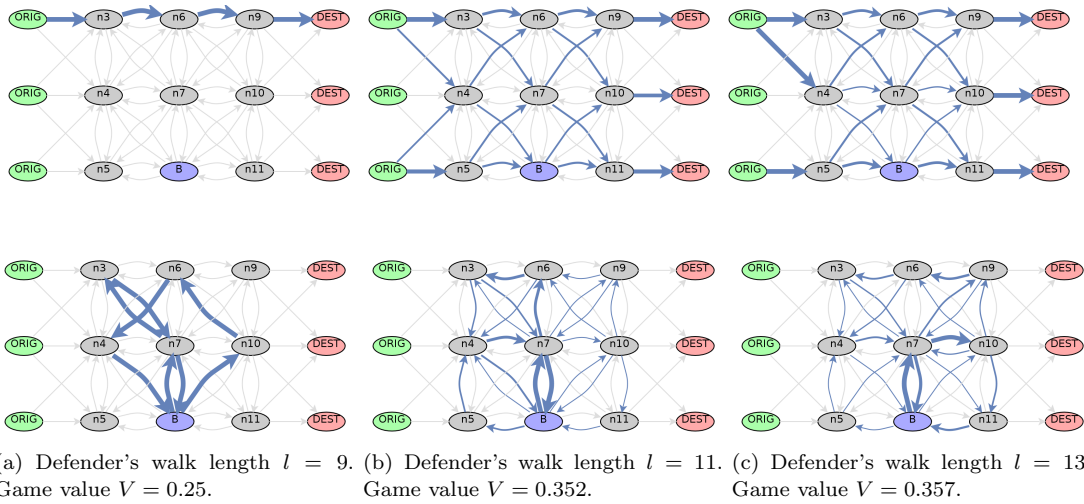 ORIG n3 n6 n9 DEST ORIG n3 n6 n9 DEST ORIG n3 n6 n9 DEST
ORIG n4 n7 n10 DEST ORIG n4 n7 n10 DEST ORIG n4 n7 n10 DEST
ORIG n5 B n11 DEST ORIG n5 B n11 DEST ORIG n5 B n11 DEST
ORIG n3 n6 n9 DEST ORIG n3 n6 n9 DEST ORIG n3 n6 n9 DEST
ORIG n4 n7 n10 DEST ORIG n4 n7 n10 DEST ORIG n4 n7 n10 DEST
ORIG n5 B n11 DEST ORIG n5 B n11 DEST ORIG n5 B n11 DEST
a) Defender's walk length l = 9. (b) Defender's walk length l = 11. (c) Defender's walk length l = 13
Game value V = 0.25. Game value V = 0.352. Game value V = 0.357.